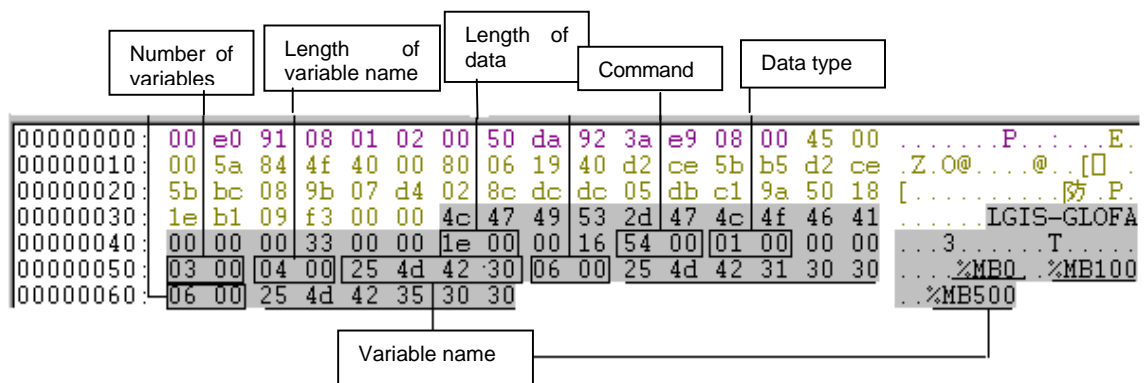 Number of
variables
Length of
variable name
Length of
data
Command
Data type
00000000: 00 e0 91 08 01 02 00 50 da 92 3a e9 08 00 45 00 .......P..:...E.
00000010: 00 5a 84 4f 40 00 80 06 19 40 d2 ce 5b b5 d2 ce .Z.O@....@..[
00000020: 5b bc 08 9b 07 d4 02 8c dc dc 05 db c1 9a 50 18 [............P.
00000030: 1e b1 09 f3 00 00 4c 47 49 53 2d 47 4c 4f 46 41 ......LGIS-GLOFA
00000040: 00 00 00 33 00 00 1e 00 00 16 54 00 01 00 00 00 ...3......T.....
00000050: 03 00 04 00 25 4d 42 30 06 00 25 4d 42 31 30 30 ....%MB0..%MB100
00000060: 06 00 25 4d 42 35 30 30 ..%MB500
Variable name